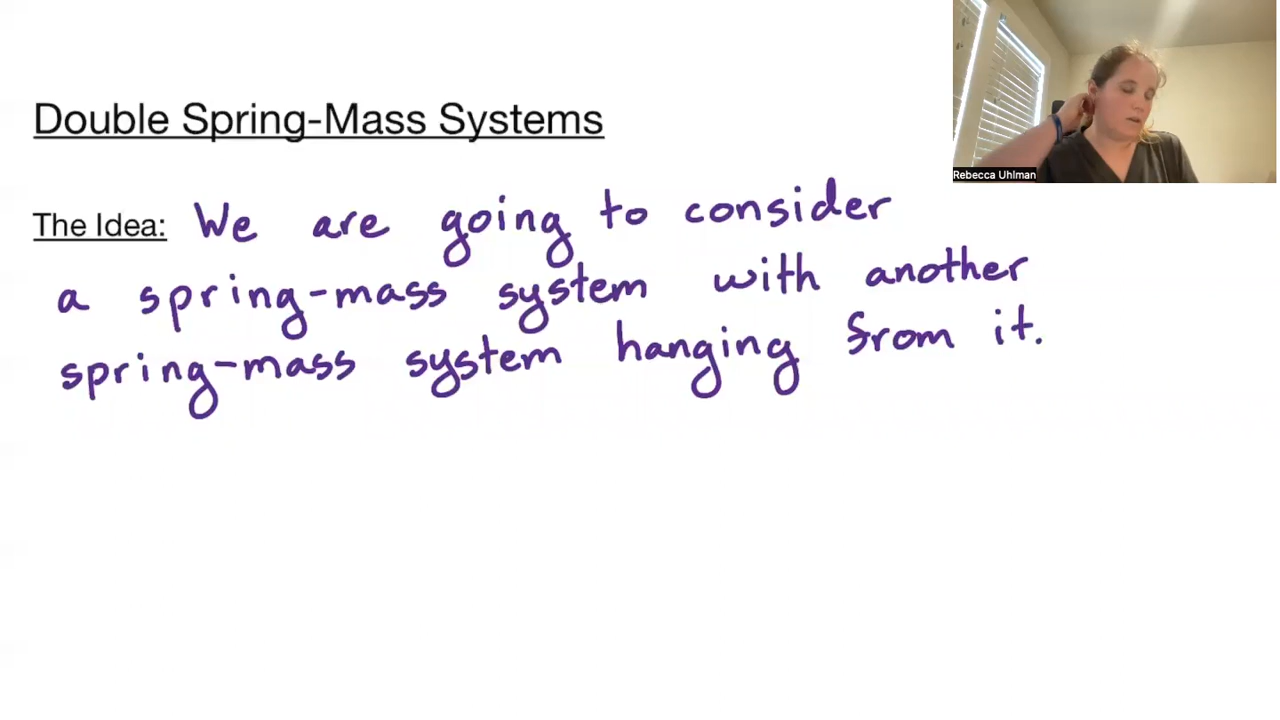 Double Spring-Mass Systems
Rebecca Uhlman
The Idea: We are going to consider
a spring-mass system with another
spring-mass system hanging from it.